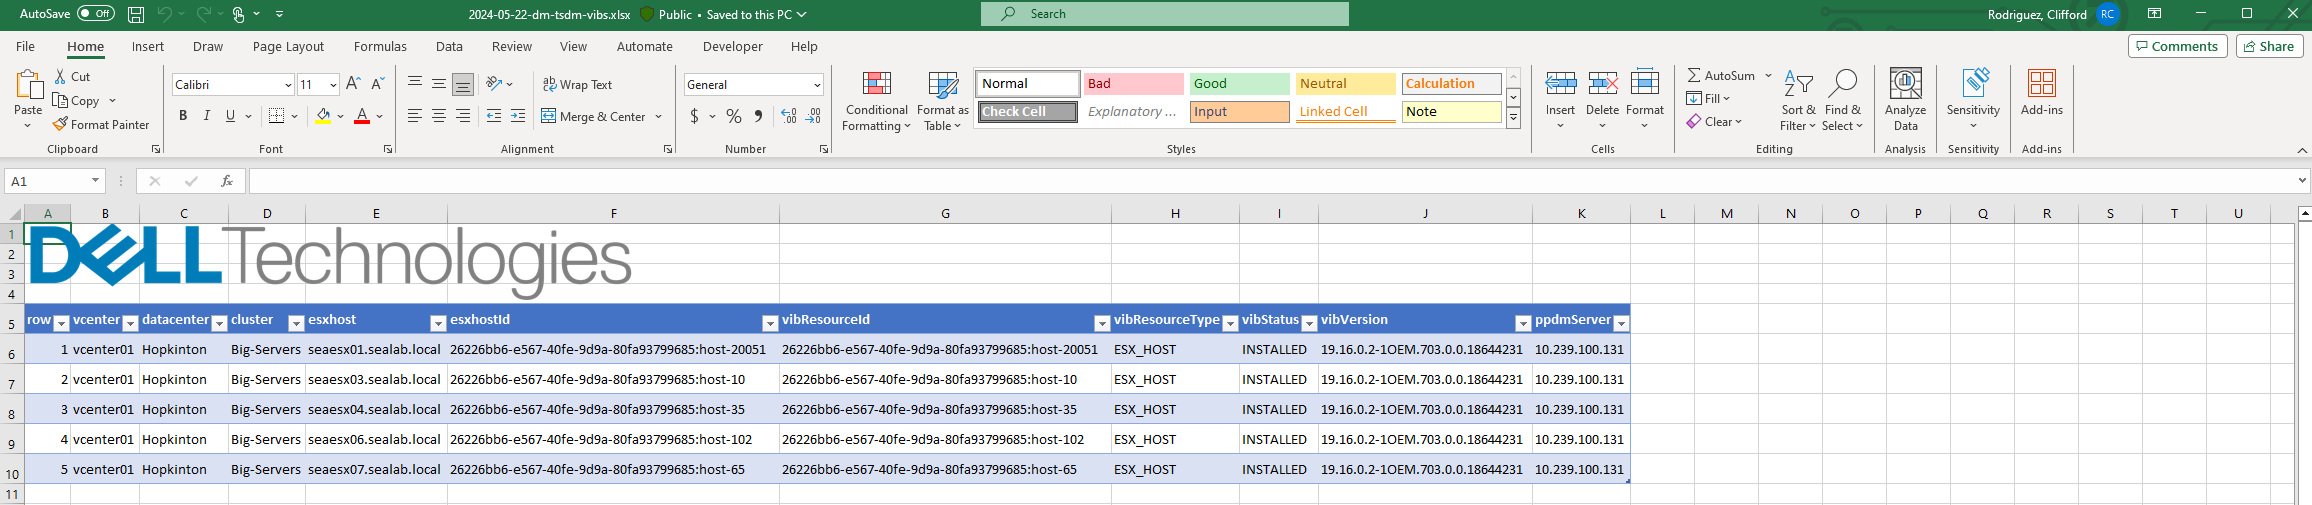 AutoSave Off 2024-05-22-dm-tsdm-vibs.xlsx Public • Saved to this PC Search Rodriguez, Clifford RC
File Home Insert Draw Page Layout Formulas Data Review View Automate Developer Help Comments Share
Paste Cut Copy Format Painter Clipboard
Calibri 11 A A B I U A Font
ab Wrap Text Merge & Center Alignment
General $ % , Number
Conditional Formatting Format as Table
Normal Bad Good Neutral Calculation
Check Cell Explanatory ... Input Linked Cell Note
Styles
Insert Delete Format Cells
AutoSum Fill Clear Sort & Filter Find & Select Editing
Analyze Data Analysis
Sensitivity Sensitivity
Add-ins Add-ins
A1 fx
A B C D E F G H I J K L M N O P Q R S T U
1
2
3
4
DELL Technologies
5 row vcenter datacenter cluster esxhost esxhostId vibResourceId vibResourceType vibStatus vibVersion ppdmServer
6 1 vcenter01 Hopkinton Big-Servers seaesx01.sealab.local 26226bb6-e567-40fe-9d9a-80fa93799685:host-20051 26226bb6-e567-40fe-9d9a-80fa93799685:host-20051 ESX_HOST INSTALLED 19.16.0.2-1OEM.703.0.0.18644231 10.239.100.131
7 2 vcenter01 Hopkinton Big-Servers seaesx03.sealab.local 26226bb6-e567-40fe-9d9a-80fa93799685:host-10 26226bb6-e567-40fe-9d9a-80fa93799685:host-10 ESX_HOST INSTALLED 19.16.0.2-1OEM.703.0.0.18644231 10.239.100.131
8 3 vcenter01 Hopkinton Big-Servers seaesx04.sealab.local 26226bb6-e567-40fe-9d9a-80fa93799685:host-35 26226bb6-e567-40fe-9d9a-80fa93799685:host-35 ESX_HOST INSTALLED 19.16.0.2-1OEM.703.0.0.18644231 10.239.100.131
9 4 vcenter01 Hopkinton Big-Servers seaesx06.sealab.local 26226bb6-e567-40fe-9d9a-80fa93799685:host-102 26226bb6-e567-40fe-9d9a-80fa93799685:host-102 ESX_HOST INSTALLED 19.16.0.2-1OEM.703.0.0.18644231 10.239.100.131
10 5 vcenter01 Hopkinton Big-Servers seaesx07.sealab.local 26226bb6-e567-40fe-9d9a-80fa93799685:host-65 26226bb6-e567-40fe-9d9a-80fa93799685:host-65 ESX_HOST INSTALLED 19.16.0.2-1OEM.703.0.0.18644231 10.239.100.131
11